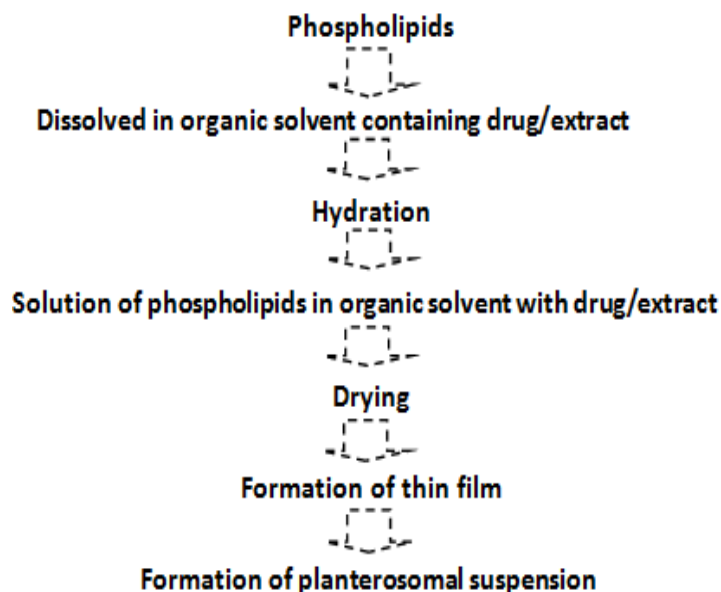 Phospholipids
Dissolved in organic solvent containing drug/extract
Hydration
Solution of phospholipids in organic solvent with drug/extract
Drying
Formation of thin film
Formation of planterosomal suspension